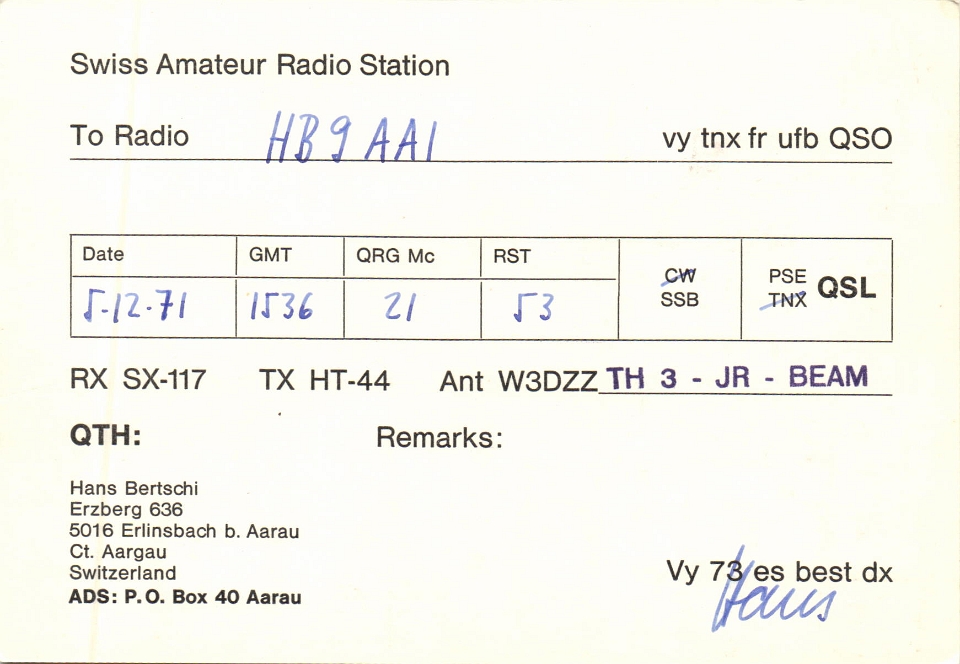 Swiss Amateur Radio Station
To Radio HB9AAI vy tnx fr ufb QSO
Date GMT QRG Mc RST
CW PSE QSL
SSB TNX
5.12.71 1536 21 53
RX SX-117 TX HT-44 Ant W3DZZ TH 3 - JR - BEAM
QTH: Remarks:
Hans Bertschi
Erzberg 636
5016 Erlinsbach b. Aarau
Ct. Aargau
Switzerland
ADS: P.O. Box 40 Aarau
Vy 73 es best dx
Hans